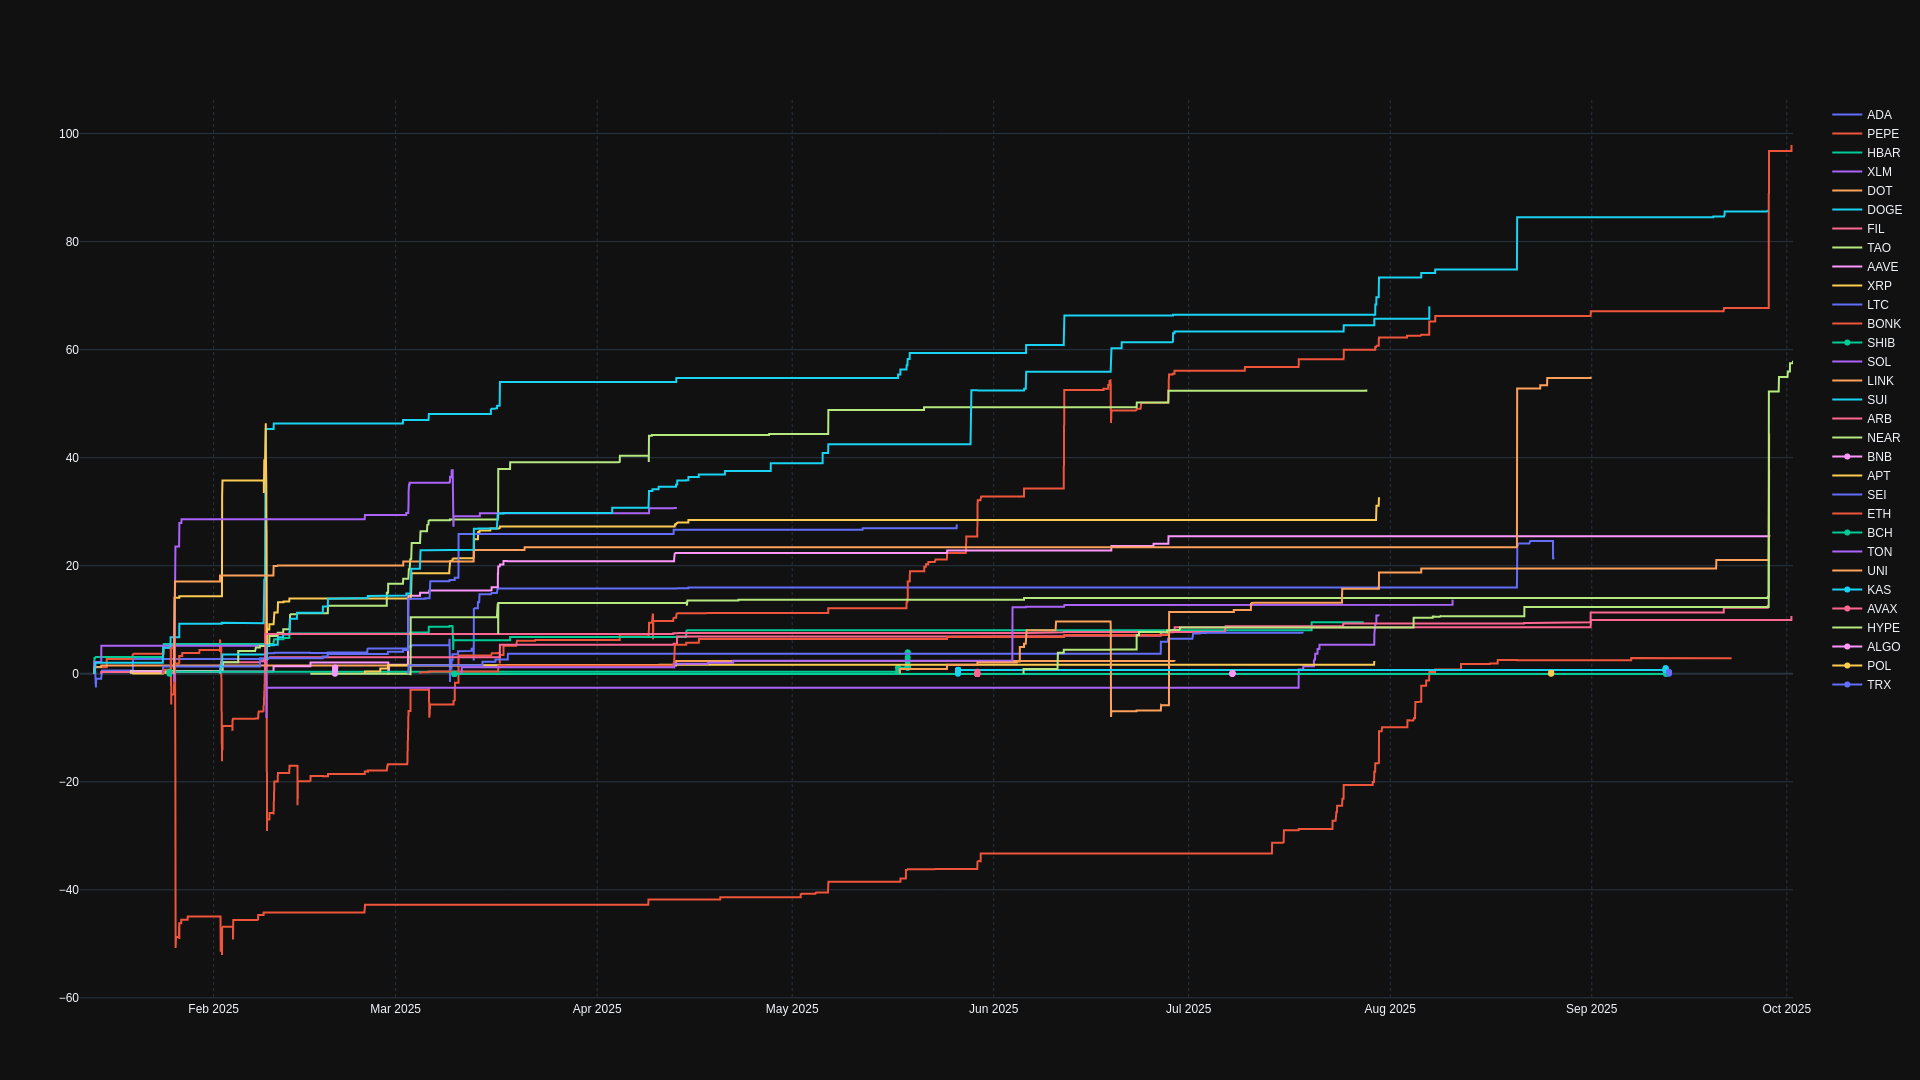 100
80
60
40
20
0
−20
−40
−60
Feb 2025
Mar 2025
Apr 2025
May 2025
Jun 2025
Jul 2025
Aug 2025
Sep 2025
Oct 2025
ADA
PEPE
HBAR
XLM
DOT
DOGE
FIL
TAO
AAVE
XRP
LTC
BONK
SHIB
SOL
LINK
SUI
ARB
NEAR
BNB
APT
SEI
ETH
BCH
TON
UNI
KAS
AVAX
HYPE
ALGO
POL
TRX